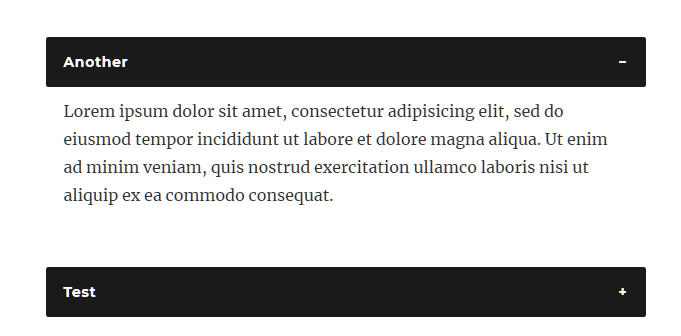 Another −
Lorem ipsum dolor sit amet, consectetur adipisicing elit, sed do
eiusmod tempor incididunt ut labore et dolore magna aliqua. Ut enim
ad minim veniam, quis nostrud exercitation ullamco laboris nisi ut
aliquip ex ea commodo consequat.
Test +